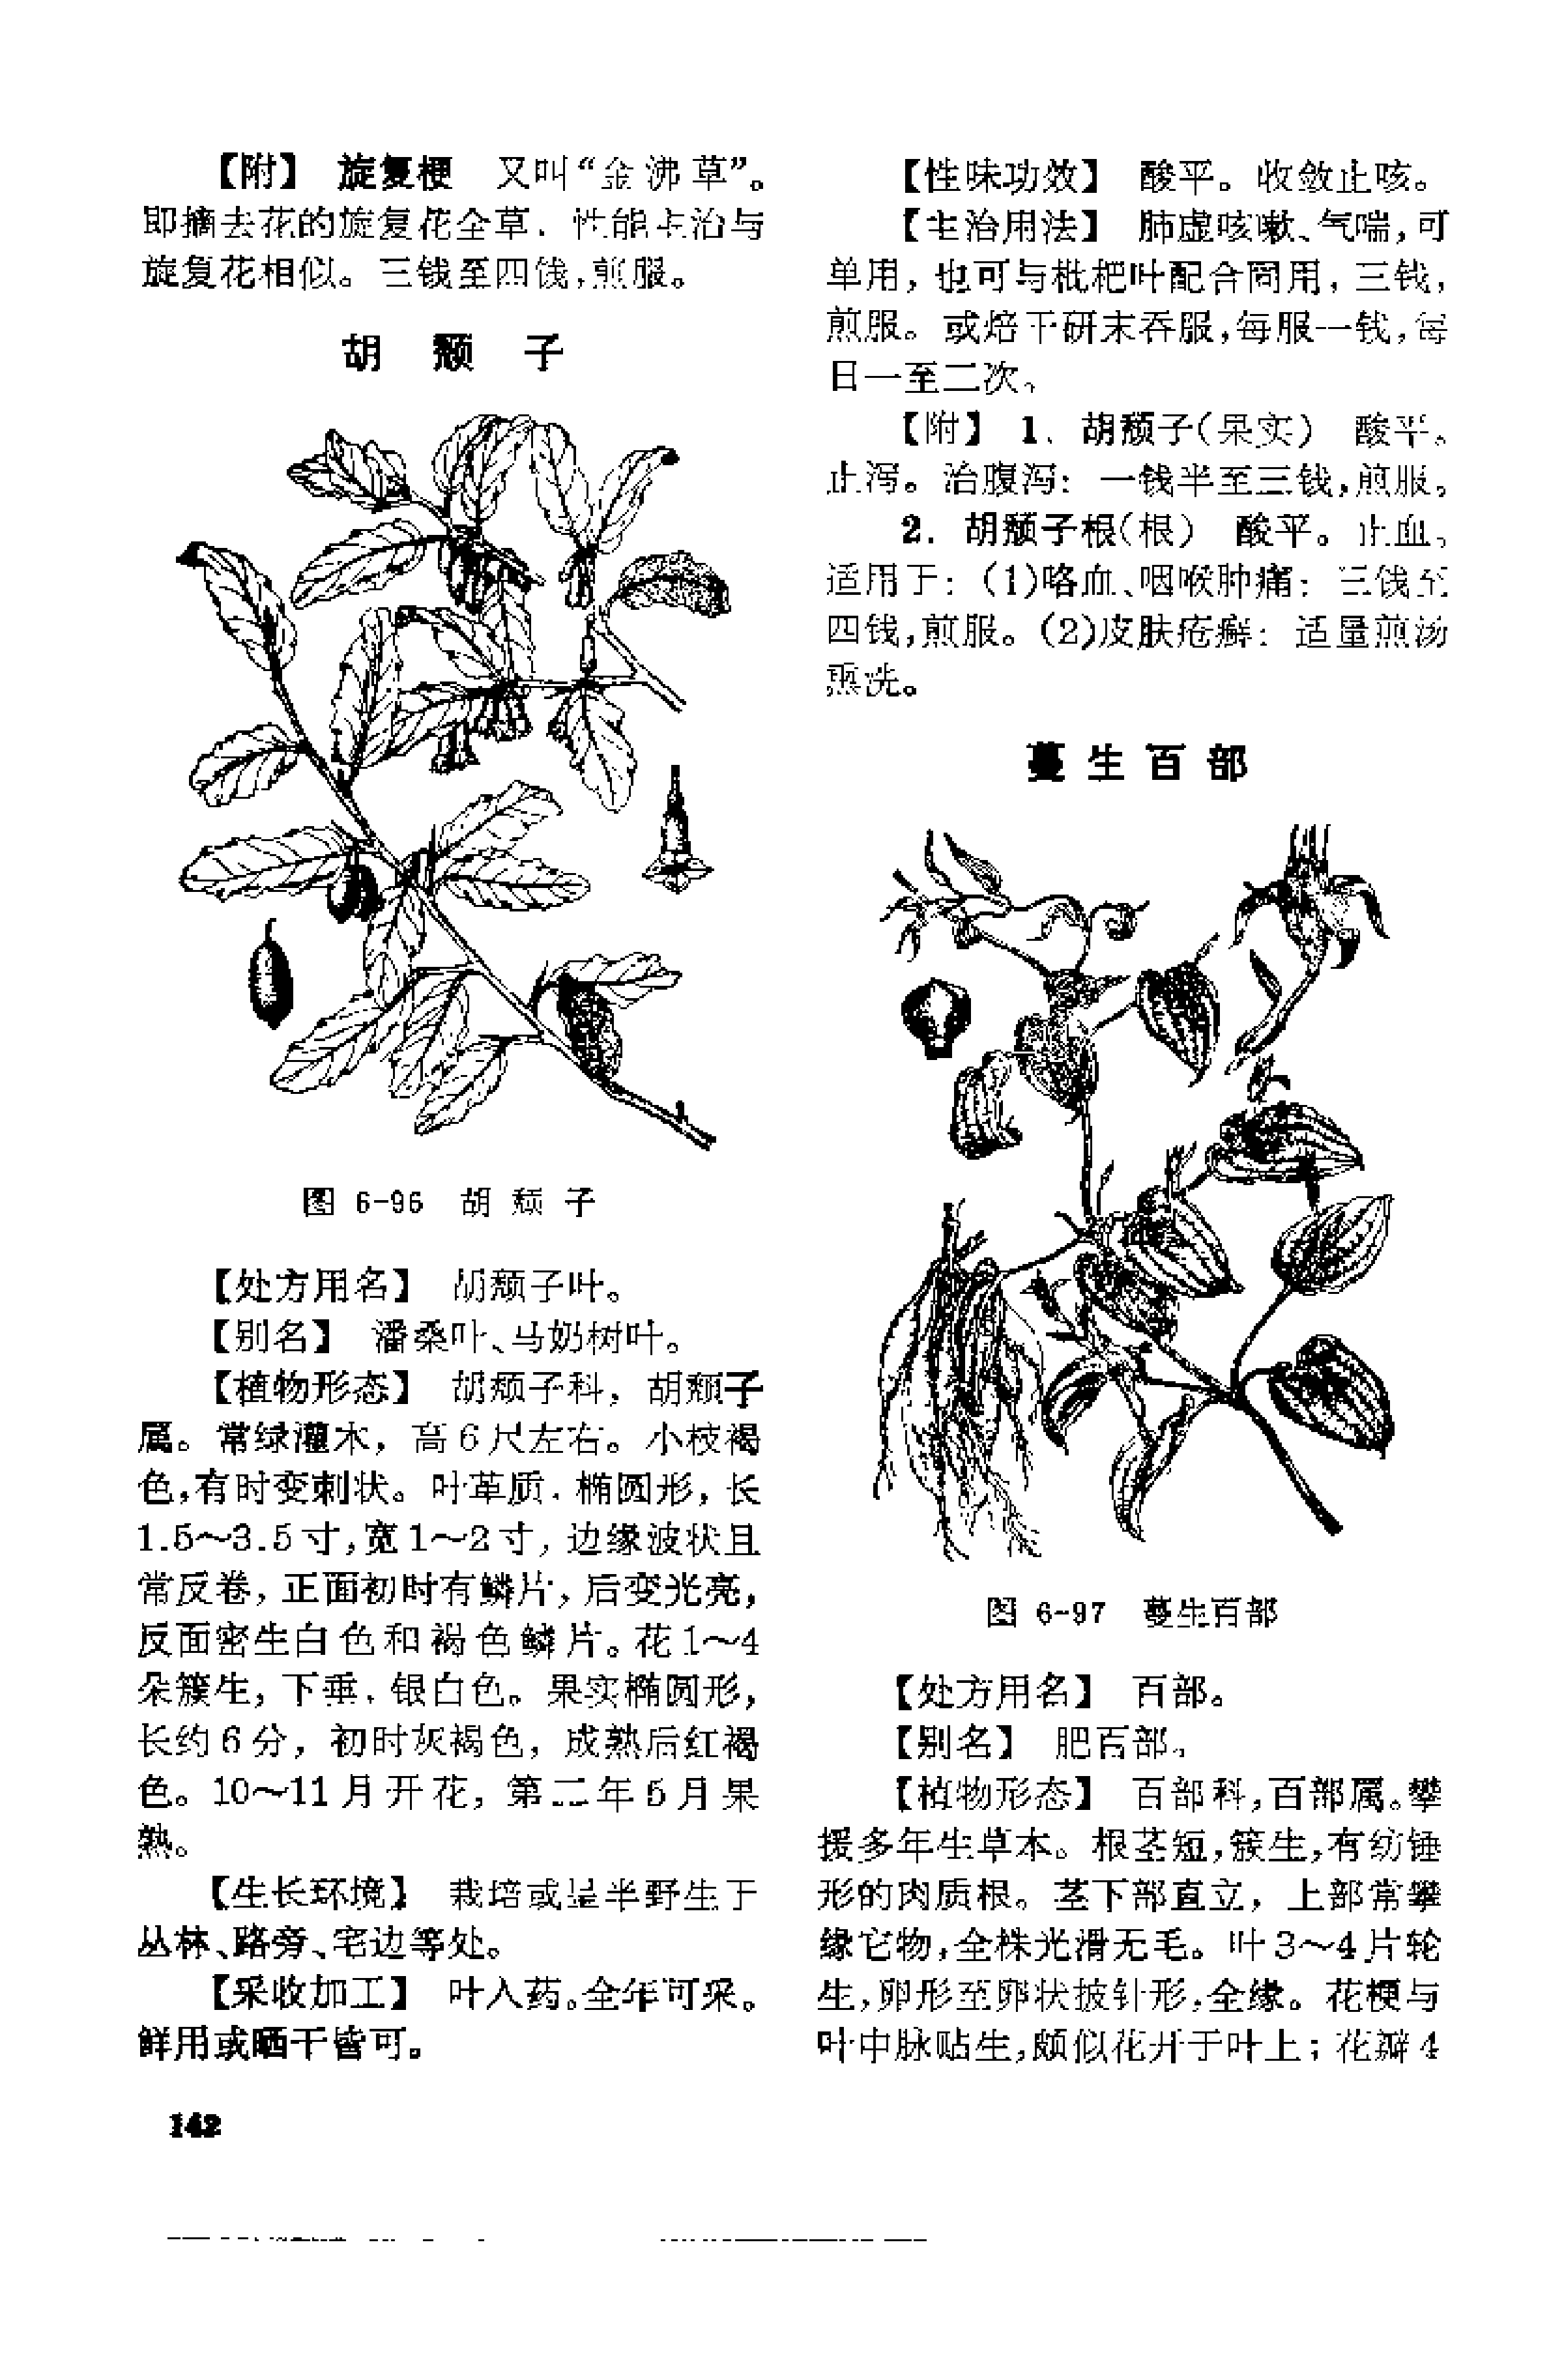 【附】 旋复梗 又叫“金沸草”。
即摘去花的旋复花全草．性能主治与
旋复花相似。三钱至四钱,煎服。
胡 颓 子
图 6-96 胡 颓 子
【处方用名】 胡颓子叶。
【别名】 潘桑叶、马奶树叶。
【植物形态】 胡颓子科，胡颓子
属。常绿灌木，高6尺左右。小枝褐
色,有时变刺状。叶革质．椭圆形，长
1.5～3.5寸,宽1～2寸，边缘波状且
常反卷，正面初时有鳞片，后变光亮，
反面密生白色和褐色鳞片。花1～4
朵簇生，下垂．银白色。果实椭圆形，
长约6分，初时灰褐色，成熟后红褐
色。10～11月开花，第二年5月果
熟。
【生长环境】 栽培或呈半野生于
丛林、路旁、宅边等处。
【采收加工】 叶入药。全年可采。
鲜用或晒干皆可。
142
【性味功效】 酸平。收敛止咳。
【主治用法】 肺虚咳嗽、气喘,可
单用，也可与枇杷叶配合同用，三钱，
煎服。或焙干研末吞服,每服一钱,每
日一至二次。
【附】 1、胡颓子(果实) 酸平。
止泻。治腹泻：一钱半至三钱,煎服。
2．胡颓子根(根) 酸平。止血。
适用于：(1)咯血、咽喉肿痛：三钱至
四钱,煎服。(2)皮肤疮癣：适量煎汤
熏洗。
蔓生百部
图 6-97 蔓生百部
【处方用名】 百部。
【别名】 肥百部。
【植物形态】 百部科,百部属。攀
援多年生草本。根茎短,簇生,有纺锤
形的肉质根。茎下部直立，上部常攀
缘它物,全株光滑无毛。叶3～4片轮
生,卵形至卵状披针形,全缘。花梗与
叶中脉贴生,颇似花开于叶上；花瓣4